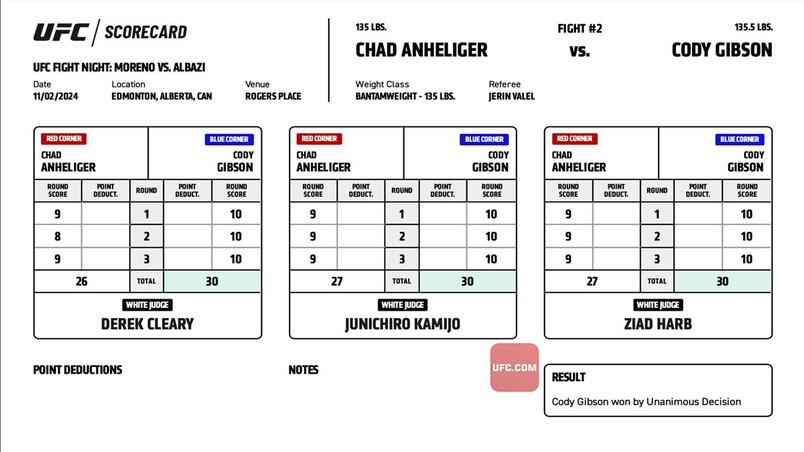 UFC / SCORECARD
UFC FIGHT NIGHT: MORENO VS. ALBAZI
Date Location Venue
11/02/2024 EDMONTON, ALBERTA, CAN ROGERS PLACE
135 LBS. FIGHT #2 135.5 LBS.
CHAD ANHELIGER VS. CODY GIBSON
Weight Class Referee
BANTAMWEIGHT - 135 LBS. JERIN VALEL
RED CORNER BLUE CORNER
CHAD CODY
ANHELIGER GIBSON
ROUND SCORE POINT DEDUCT. ROUND POINT DEDUCT. ROUND SCORE
9 1 10
8 2 10
9 3 10
26 TOTAL 30
WHITE JUDGE
DEREK CLEARY
RED CORNER BLUE CORNER
CHAD CODY
ANHELIGER GIBSON
ROUND SCORE POINT DEDUCT. ROUND POINT DEDUCT. ROUND SCORE
9 1 10
9 2 10
9 3 10
27 TOTAL 30
WHITE JUDGE
JUNICHIRO KAMIJO
RED CORNER BLUE CORNER
CHAD CODY
ANHELIGER GIBSON
ROUND SCORE POINT DEDUCT. ROUND POINT DEDUCT. ROUND SCORE
9 1 10
9 2 10
9 3 10
27 TOTAL 30
WHITE JUDGE
ZIAD HARB
POINT DEDUCTIONS
NOTES
UFC.COM
RESULT
Cody Gibson won by Unanimous Decision